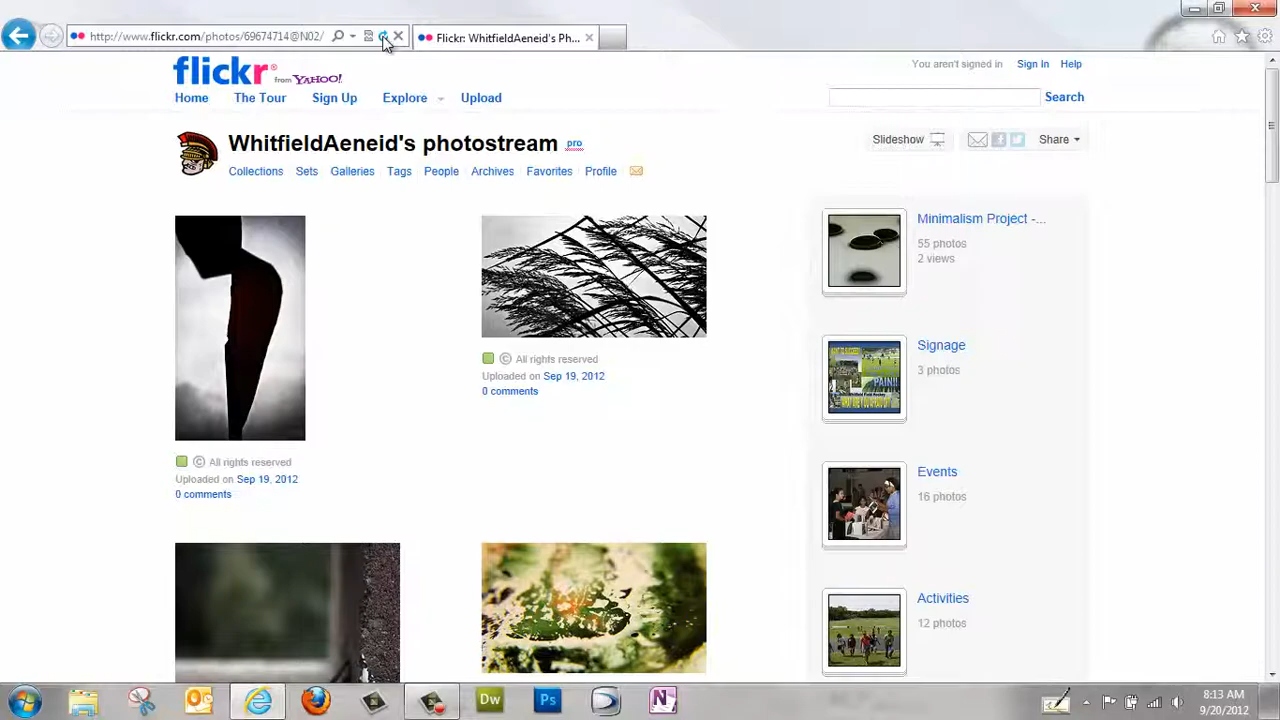 http://www.flickr.com/photos/69674714@N02/
Flickr: WhitfieldAeneid's Ph...
flickr from YAHOO!
You aren't signed in Sign In Help
Home The Tour Sign Up Explore Upload
Search
WhitfieldAeneid's photostream pro
Slideshow Share
Collections Sets Galleries Tags People Archives Favorites Profile
Minimalism Project -...
55 photos
2 views
© All rights reserved
Uploaded on Sep 19, 2012
0 comments
Signage
3 photos
© All rights reserved
Uploaded on Sep 19, 2012
0 comments
Events
16 photos
Activities
12 photos
PAIN!!
Dw
Ps
N
8:13 AM
9/20/2012